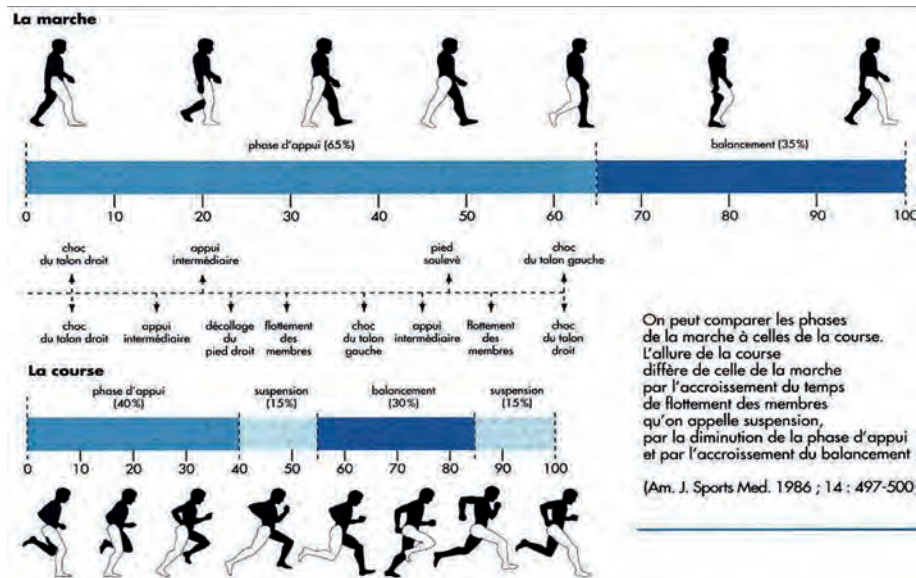 La marche
phase d'appui (65%)
balancement (35%)
0 10 20 30 40 50 60 70 80 90 100
choc
du talon droit
appui
intermédiaire
pied
soulevè
choc
du talon gauche
choc
du talon droit
appui
intermédiaire
décollage
du
pied droit
flottement
des
membres
choc
du talon
gauche
appui
intermédiaire
flottement
des
membres
choc
du talon
droit
La course
phase d'appui
(40%)
suspension
(15%)
balancement
(30%)
suspension
(15%)
0 10 20 30 40 50 60 70 80 90 100
On peut comparer les phases
de la marche à celles de la course.
L'allure de la course
diffère de celle de la marche
par l'accroissement du temps
de flottement des membres
qu'on appelle suspension,
par la diminution de la phase d'appui
et par l'accroissement du balancement
(Am. J. Sports Med. 1986 ; 14 : 497-500